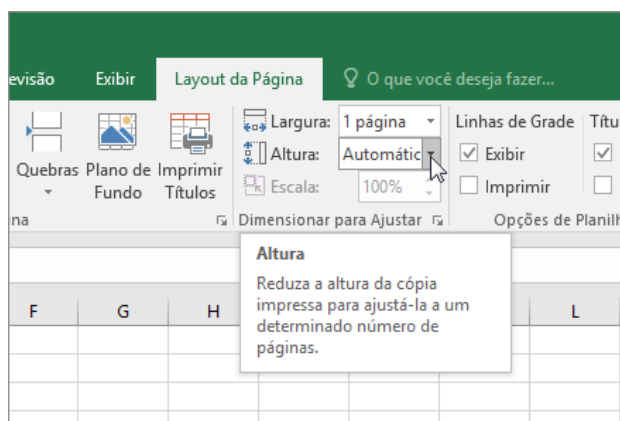 evisão Exibir Layout da Página O que você deseja fazer...
Largura: 1 página Linhas de Grade Títu
Quebras Plano de Fundo Imprimir Títulos Altura: Automátic Exibir
Escala: 100% Imprimir
na Dimensionar para Ajustar Opções de Planilh
Altura
Reduza a altura da cópia
impressa para ajustá-la a um
determinado número de
páginas.
F G H L